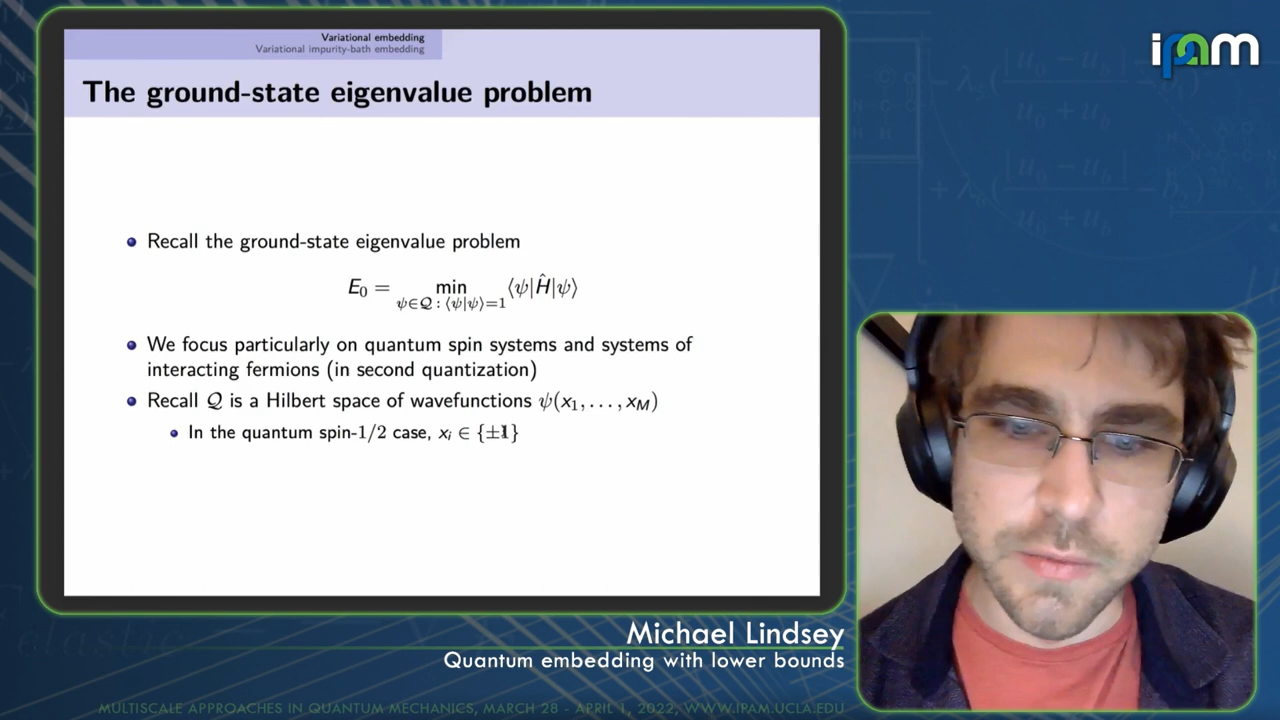 Variational embedding
Variational impurity-bath embedding
The ground-state eigenvalue problem
Recall the ground-state eigenvalue problem
E₀ = min ⟨ψ|Ĥ|ψ⟩
ψ∈𝒬 : ⟨ψ|ψ⟩=1
We focus particularly on quantum spin systems and systems of
interacting fermions (in second quantization)
Recall 𝒬 is a Hilbert space of wavefunctions ψ(x₁, . . . , x_M)
In the quantum spin-1/2 case, xᵢ ∈ {±1}
ipam
Michael Lindsey
Quantum embedding with lower bounds
MULTISCALE APPROACHES IN QUANTUM MECHANICS, MARCH 28 - APRIL 1, 2022, WWW.IPAM.UCLA.EDU